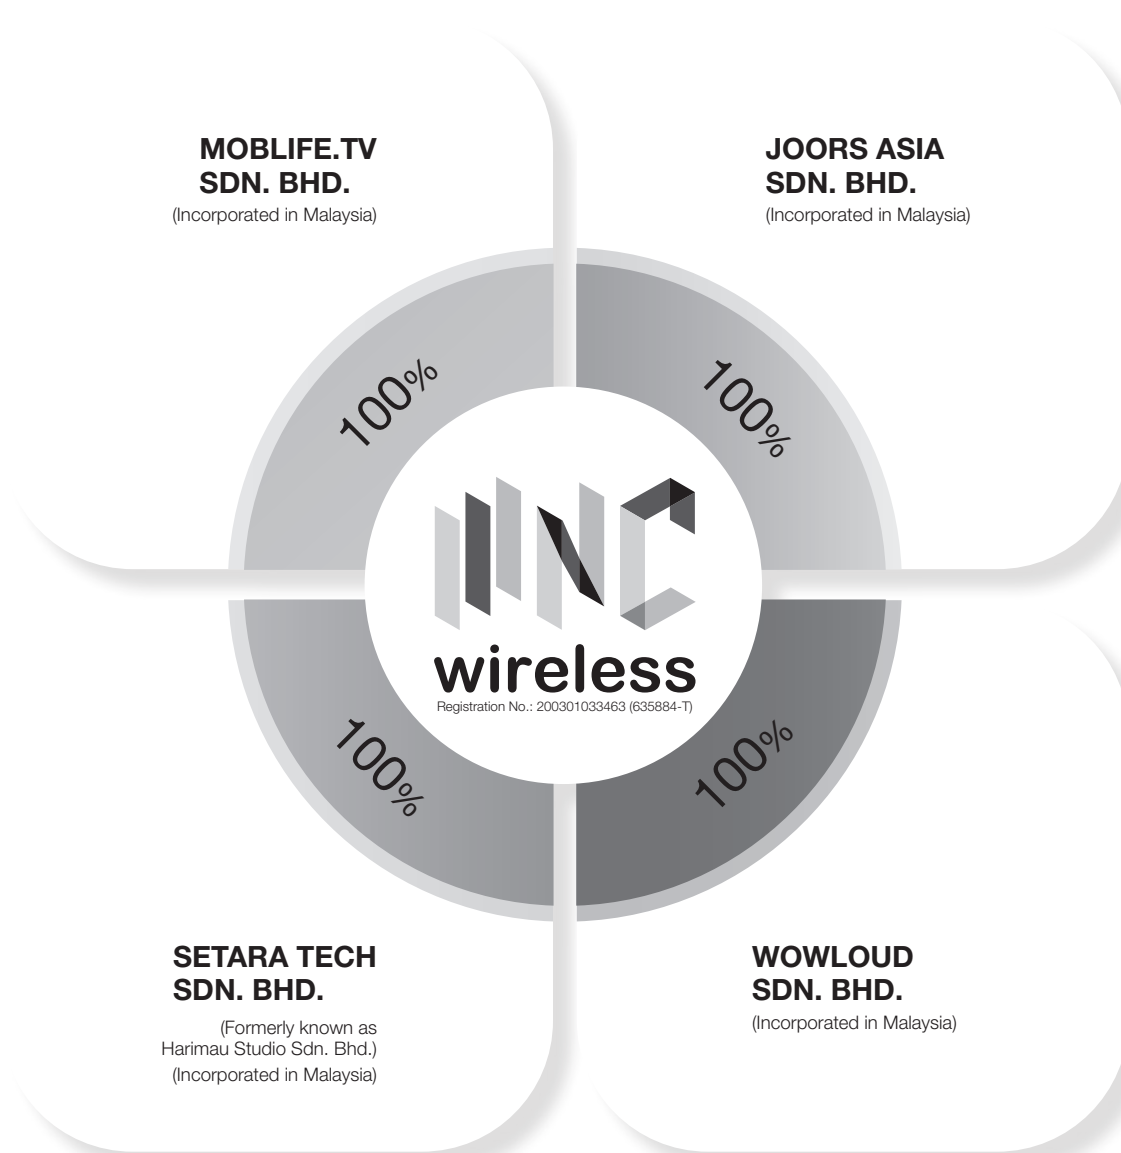 MOBLIFE.TV
SDN. BHD.
(Incorporated in Malaysia)
JOORS ASIA
SDN. BHD.
(Incorporated in Malaysia)
100%
100%
MNC
wireless
Registration No.: 200301033463 (635884-T)
100%
100%
SETARA TECH
SDN. BHD.
(Formerly known as
Harimau Studio Sdn. Bhd.)
(Incorporated in Malaysia)
WOWLOUD
SDN. BHD.
(Incorporated in Malaysia)